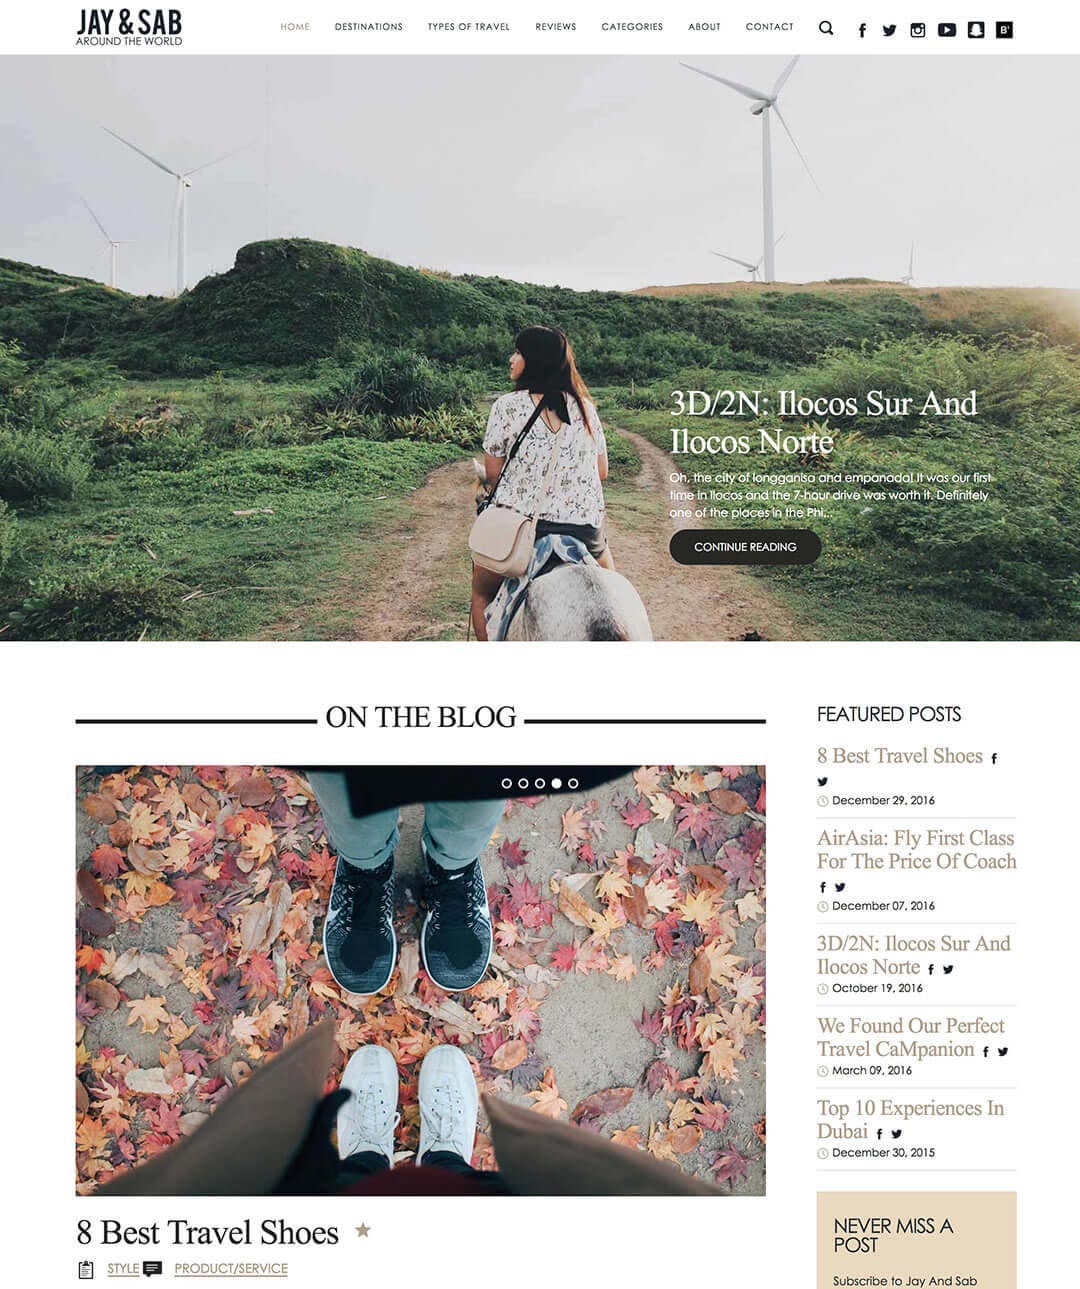 JAY & SAB
AROUND THE WORLD
HOME DESTINATIONS TYPES OF TRAVEL REVIEWS CATEGORIES ABOUT CONTACT
B'
3D/2N: Ilocos Sur And
Ilocos Norte
Oh, the city of longganisa and empanada! It was our first
time in Ilocos and the 7-hour drive was worth it. Definitely
one of the places in the Phi...
CONTINUE READING
ON THE BLOG
8 Best Travel Shoes
STYLE PRODUCT/SERVICE
FEATURED POSTS
8 Best Travel Shoes
December 29, 2016
AirAsia: Fly First Class
For The Price Of Coach
December 07, 2016
3D/2N: Ilocos Sur And
Ilocos Norte
October 19, 2016
We Found Our Perfect
Travel CaMpanion
March 09, 2016
Top 10 Experiences In
Dubai
December 30, 2015
NEVER MISS A
POST
Subscribe to Jay And Sab